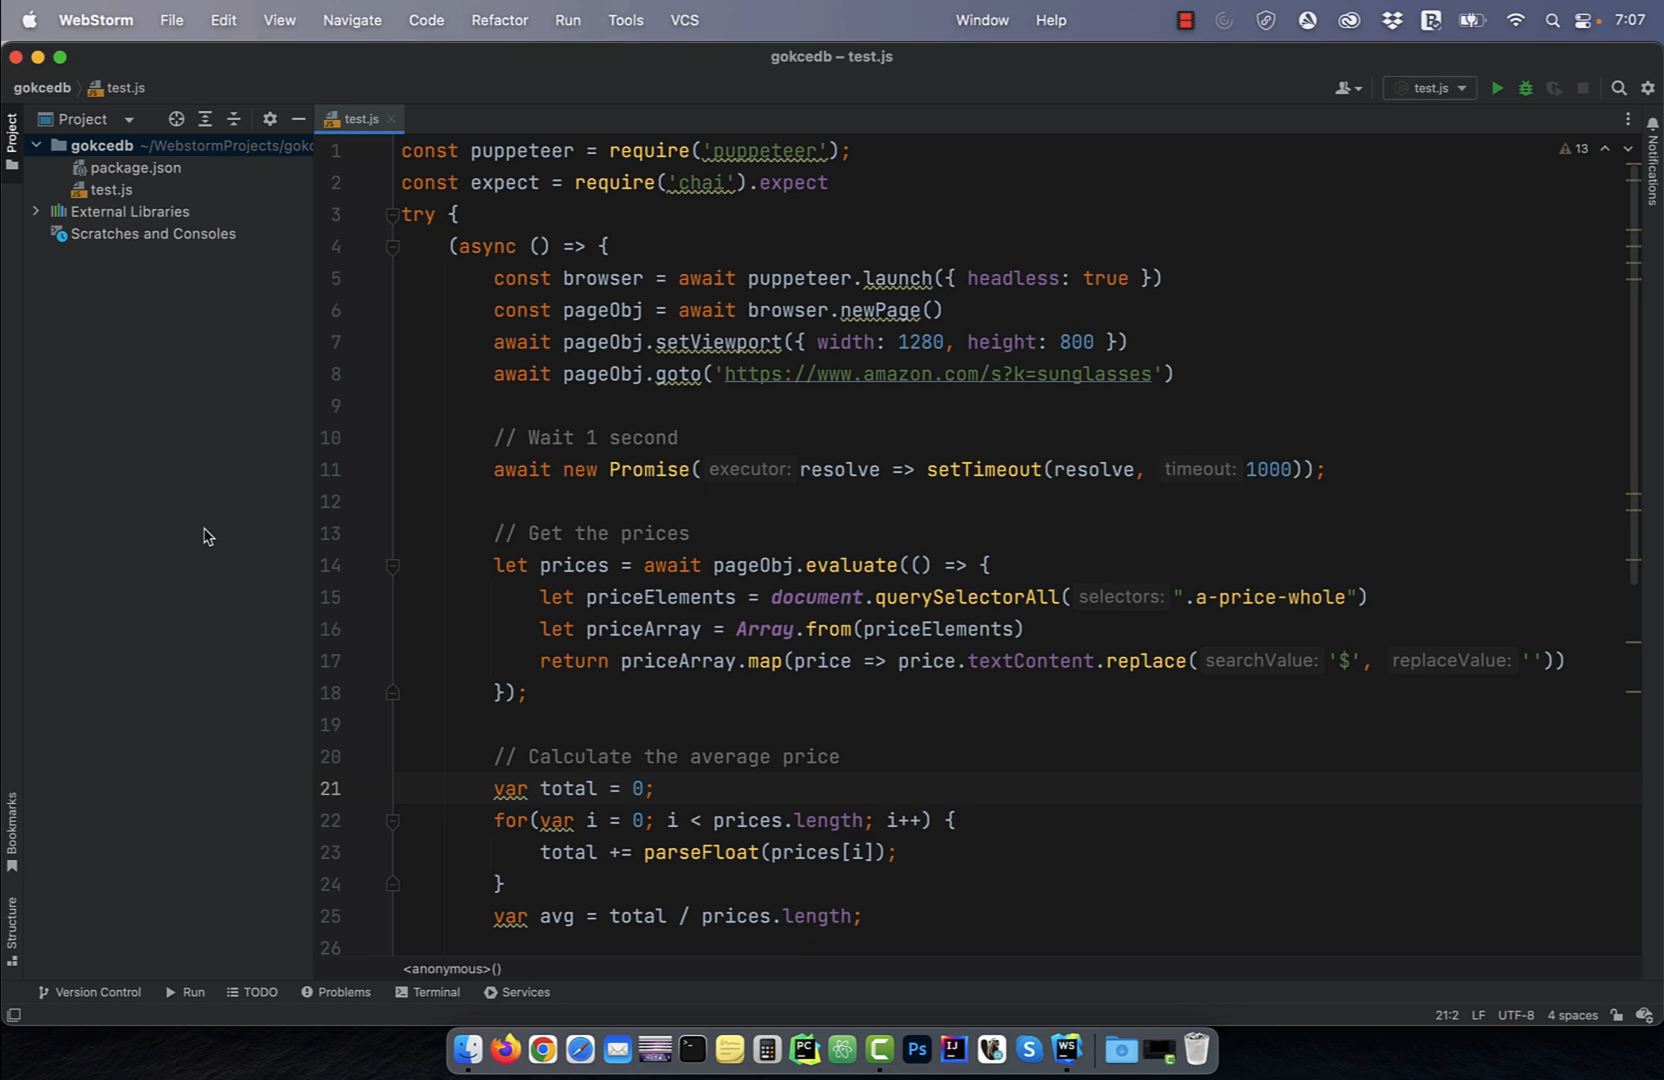 WebStorm File Edit View Navigate Code Refactor Run Tools VCS Window Help 7:07
gokcedb – test.js
gokcedb test.js test.js
Project test.js
Project
Notifications
gokcedb ~/WebstormProjects/gokc
package.json
test.js
External Libraries
Scratches and Consoles
13
1 const puppeteer = require('puppeteer');
2 const expect = require('chai').expect
3 try {
4 (async () => {
5 const browser = await puppeteer.launch({ headless: true })
6 const pageObj = await browser.newPage()
7 await pageObj.setViewport({ width: 1280, height: 800 })
8 await pageObj.goto('https://www.amazon.com/s?k=sunglasses')
9
10 // Wait 1 second
11 await new Promise( executor: resolve => setTimeout(resolve, timeout: 1000));
12
13 // Get the prices
14 let prices = await pageObj.evaluate(() => {
15 let priceElements = document.querySelectorAll( selectors: ".a-price-whole")
16 let priceArray = Array.from(priceElements)
17 return priceArray.map(price => price.textContent.replace( searchValue: '$', replaceValue: ''))
18 });
19
20 // Calculate the average price
21 var total = 0;
22 for(var i = 0; i < prices.length; i++) {
23 total += parseFloat(prices[i]);
24 }
25 var avg = total / prices.length;
26
<anonymous>()
Bookmarks
Structure
Version Control Run TODO Problems Terminal Services
21:2 LF UTF-8 4 spaces
PC Ps IJ S WS